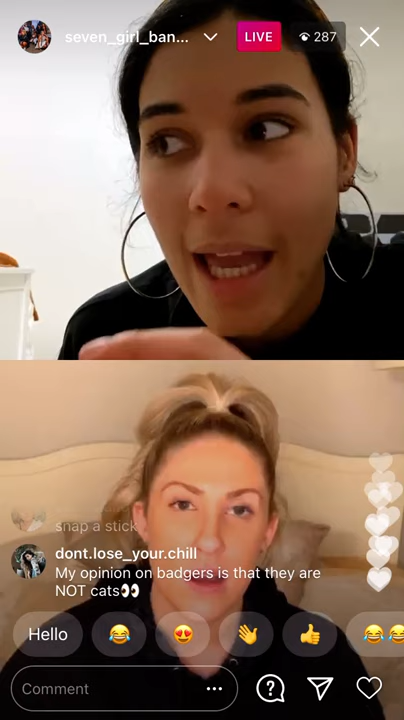 seven_girl_ban...
LIVE
287
snap a stick
dont.lose_your.chill
My opinion on badgers is that they are
NOT cats👀
Hello
Comment